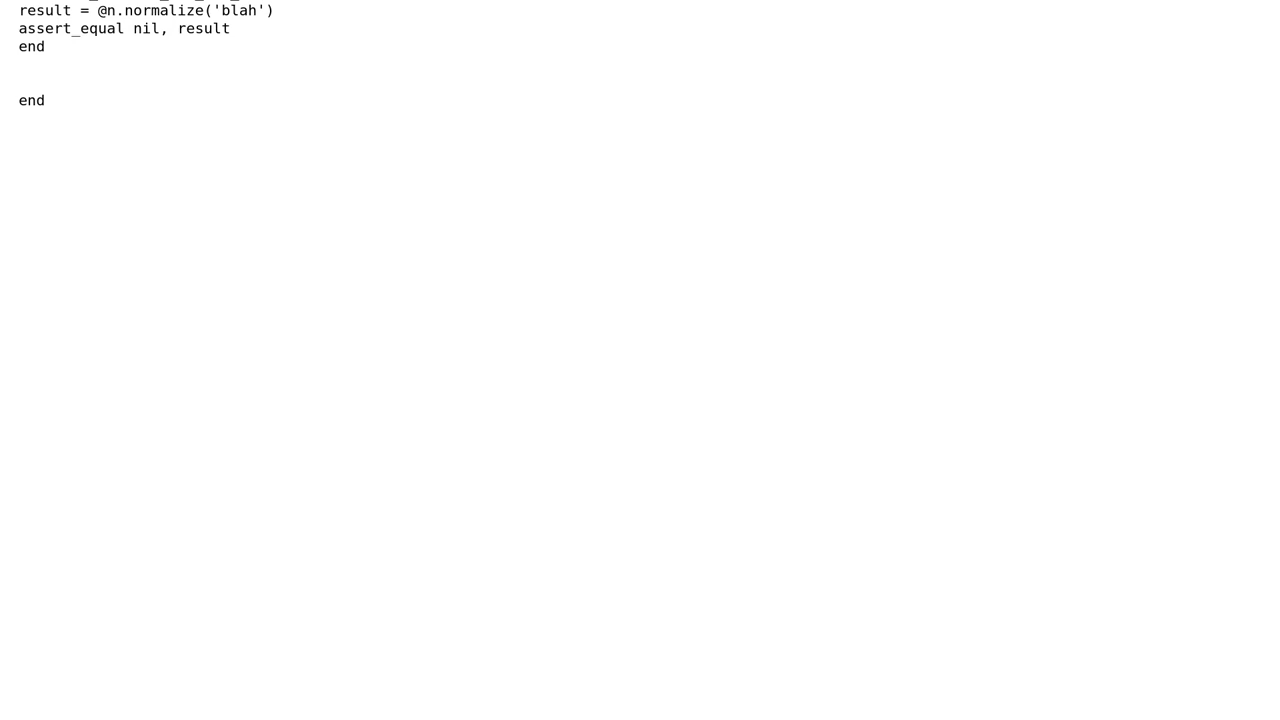 result = @n.normalize('blah')
assert_equal nil, result
end
end